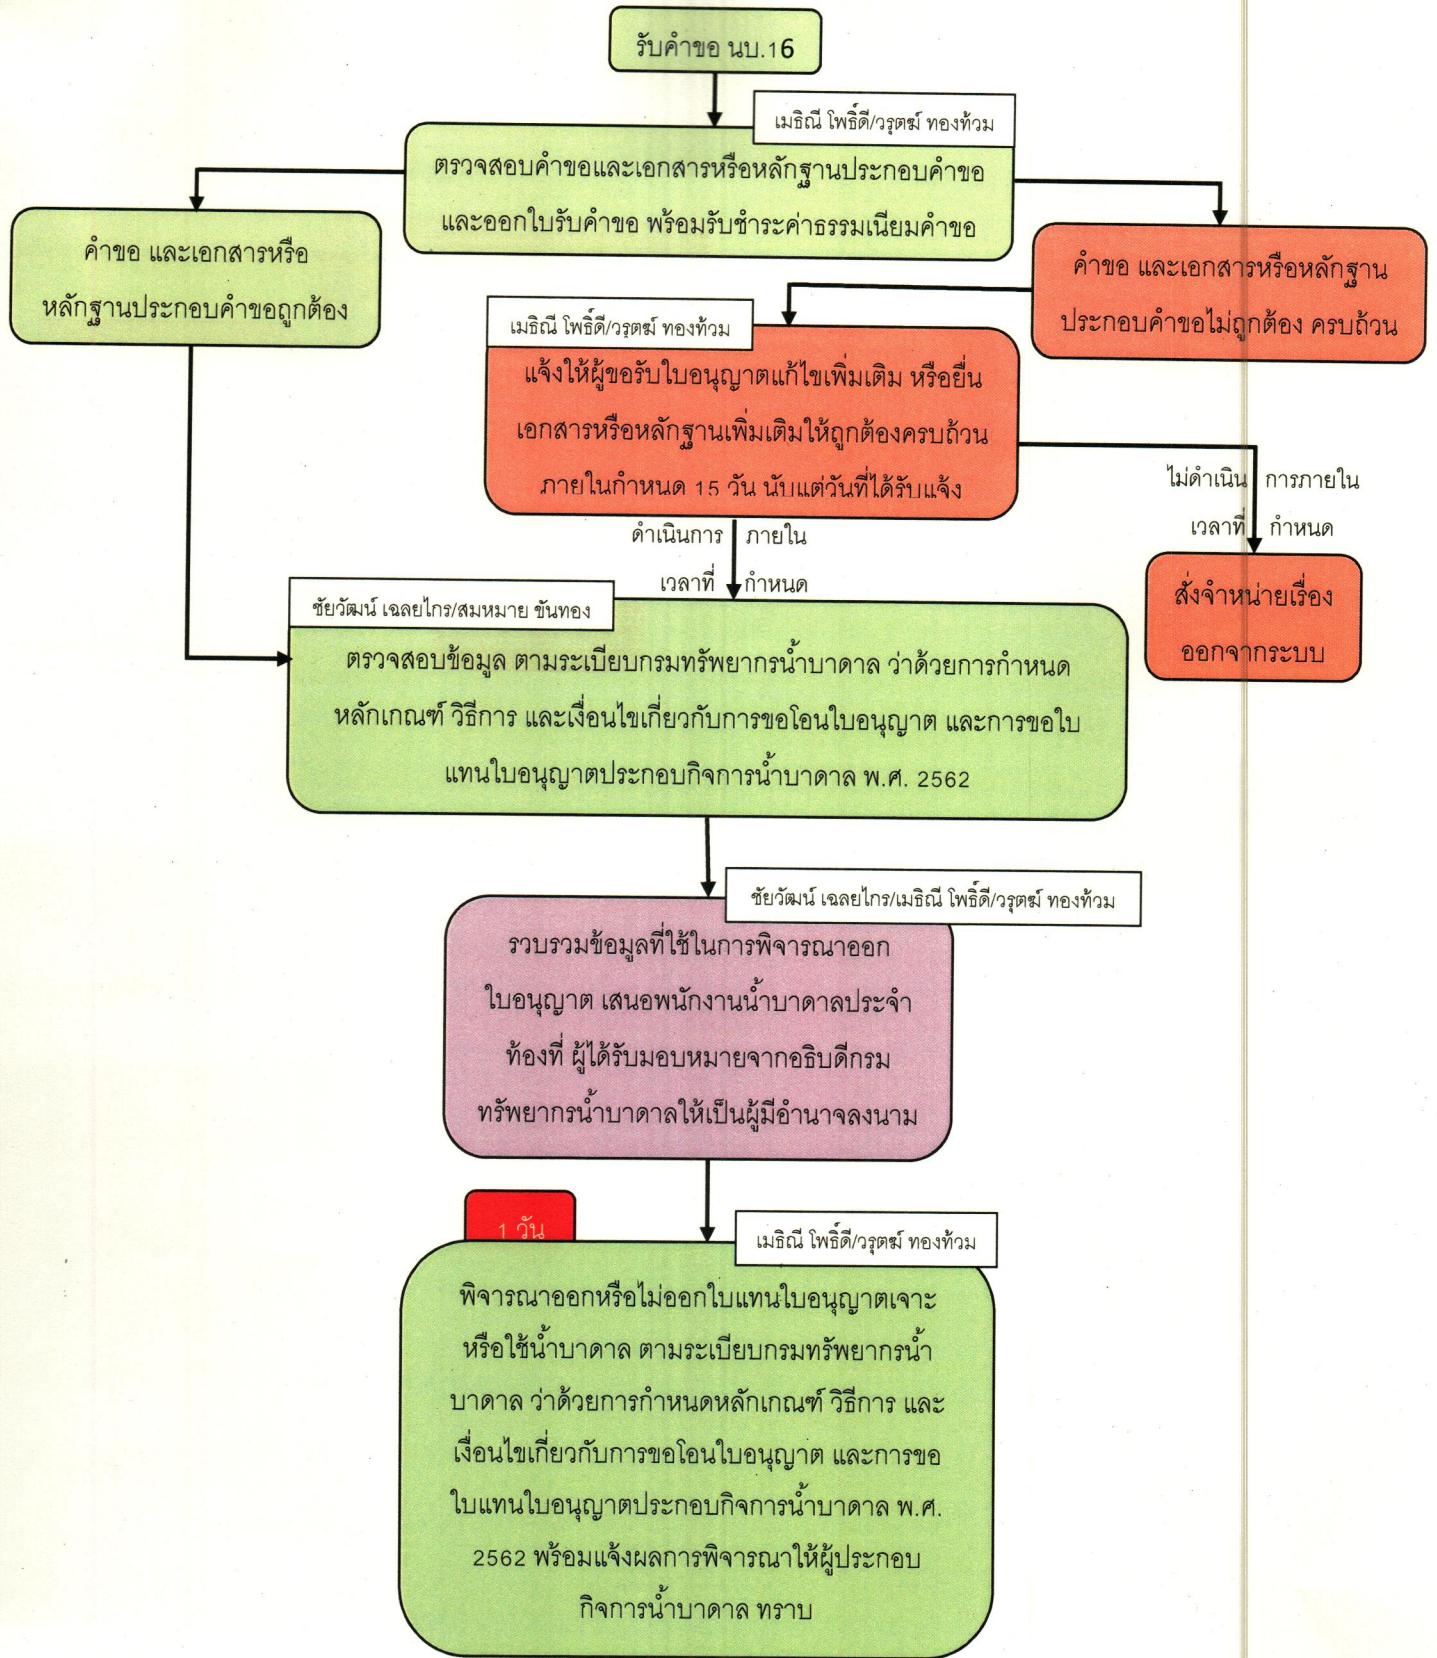 รับคำขอ นบ.16
เมธิณี โพธิ์ดี/วรุตฆ์ ทองท้วม
ตรวจสอบคำขอและเอกสารหรือหลักฐานประกอบคำขอ
และออกใบรับคำขอ พร้อมรับชำระค่าธรรมเนียมคำขอ
คำขอ และเอกสารหรือ
หลักฐานประกอบคำขอถูกต้อง
คำขอ และเอกสารหรือหลักฐาน
ประกอบคำขอไม่ถูกต้อง ครบถ้วน
เมธิณี โพธิ์ดี/วรุตฆ์ ทองท้วม
แจ้งให้ผู้ขอรับใบอนุญาตแก้ไขเพิ่มเติม หรือยื่น
เอกสารหรือหลักฐานเพิ่มเติมให้ถูกต้องครบถ้วน
ภายในกำหนด 15 วัน นับแต่วันที่ได้รับแจ้ง
ไม่ดำเนิน การภายใน
เวลาที่ กำหนด
สั่งจำหน่ายเรื่อง
ออกจากระบบ
ดำเนินการ ภายใน
เวลาที่ กำหนด
ชัยวัฒน์ เฉลยไกร/สมหมาย ขันทอง
ตรวจสอบข้อมูล ตามระเบียบกรมทรัพยากรน้ำบาดาล ว่าด้วยการกำหนด
หลักเกณฑ์ วิธีการ และเงื่อนไขเกี่ยวกับการขอโอนใบอนุญาต และการขอใบ
แทนใบอนุญาตประกอบกิจการน้ำบาดาล พ.ศ. 2562
ชัยวัฒน์ เฉลยไกร/เมธิณี โพธิ์ดี/วรุตฆ์ ทองท้วม
รวบรวมข้อมูลที่ใช้ในการพิจารณาออก
ใบอนุญาต เสนอพนักงานน้ำบาดาลประจำ
ท้องที่ ผู้ได้รับมอบหมายจากอธิบดีกรม
ทรัพยากรน้ำบาดาลให้เป็นผู้มีอำนาจลงนาม
1 วัน
เมธิณี โพธิ์ดี/วรุตฆ์ ทองท้วม
พิจารณาออกหรือไม่ออกใบแทนใบอนุญาตเจาะ
หรือใช้น้ำบาดาล ตามระเบียบกรมทรัพยากรน้ำ
บาดาล ว่าด้วยการกำหนดหลักเกณฑ์ วิธีการ และ
เงื่อนไขเกี่ยวกับการขอโอนใบอนุญาต และการขอ
ใบแทนใบอนุญาตประกอบกิจการน้ำบาดาล พ.ศ.
2562 พร้อมแจ้งผลการพิจารณาให้ผู้ประกอบ
กิจการน้ำบาดาล ทราบ